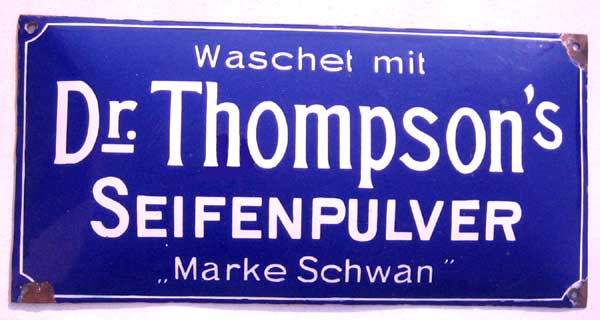 Waschet mit
Dr. Thompson's
SEIFENPULVER
„Marke Schwan"